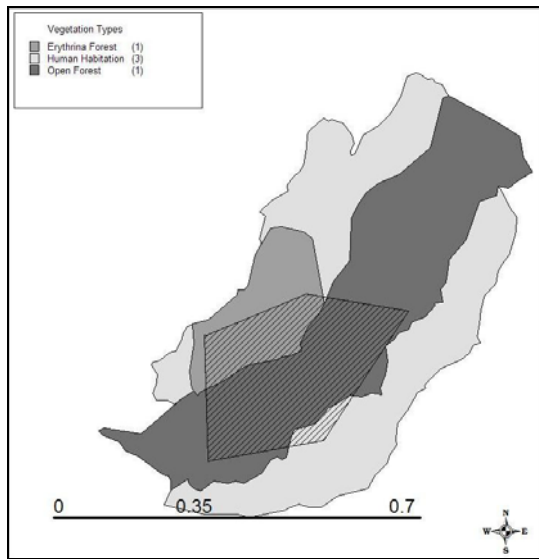 Vegetation Types
Erythrina Forest (1)
Human Habitation (3)
Open Forest (1)
0 0.35 0.7
N
W E
S